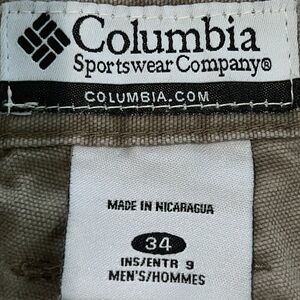 Columbia
Sportswear Company®
COLUMBIA.COM
MADE IN NICARAGUA
34
INS/ENTR 9
MEN'S/HOMMES